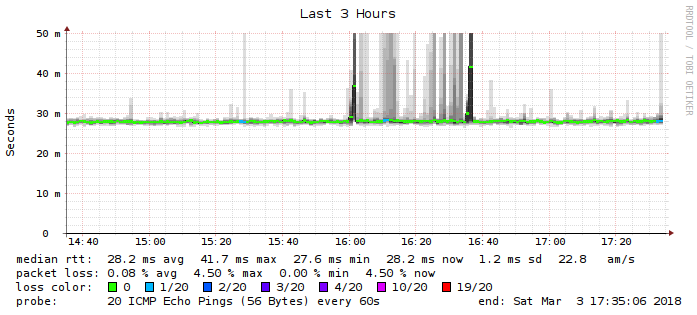 Last 3 Hours
RRDTOOL / TOBI OETIKER
Seconds
50 m
40 m
30 m
20 m
10 m
0
14:40 15:00 15:20 15:40 16:00 16:20 16:40 17:00 17:20
median rtt: 28.2 ms avg 41.7 ms max 27.6 ms min 28.2 ms now 1.2 ms sd 22.8 am/s
packet loss: 0.08 % avg 4.50 % max 0.00 % min 4.50 % now
loss color: 0 1/20 2/20 3/20 4/20 10/20 19/20
probe: 20 ICMP Echo Pings (56 Bytes) every 60s end: Sat Mar 3 17:35:06 2018